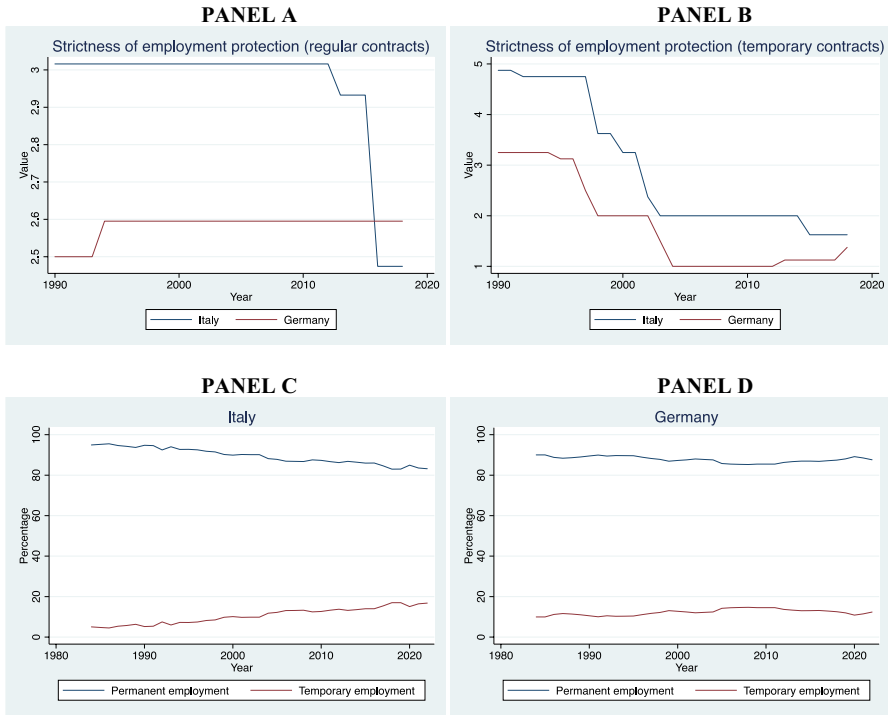 PANEL A
Strictness of employment protection (regular contracts)
3
2.9
2.8
2.7
2.6
2.5
Value
1990
2000
2010
2020
Year
Italy
Germany
PANEL B
Strictness of employment protection (temporary contracts)
5
4
3
2
1
Value
1990
2000
2010
2020
Year
Italy
Germany
PANEL C
Italy
100
80
60
40
20
0
Percentage
1980
1990
2000
2010
2020
Year
Permanent employment
Temporary employment
PANEL D
Germany
100
80
60
40
20
0
Percentage
1980
1990
2000
2010
2020
Year
Permanent employment
Temporary employment